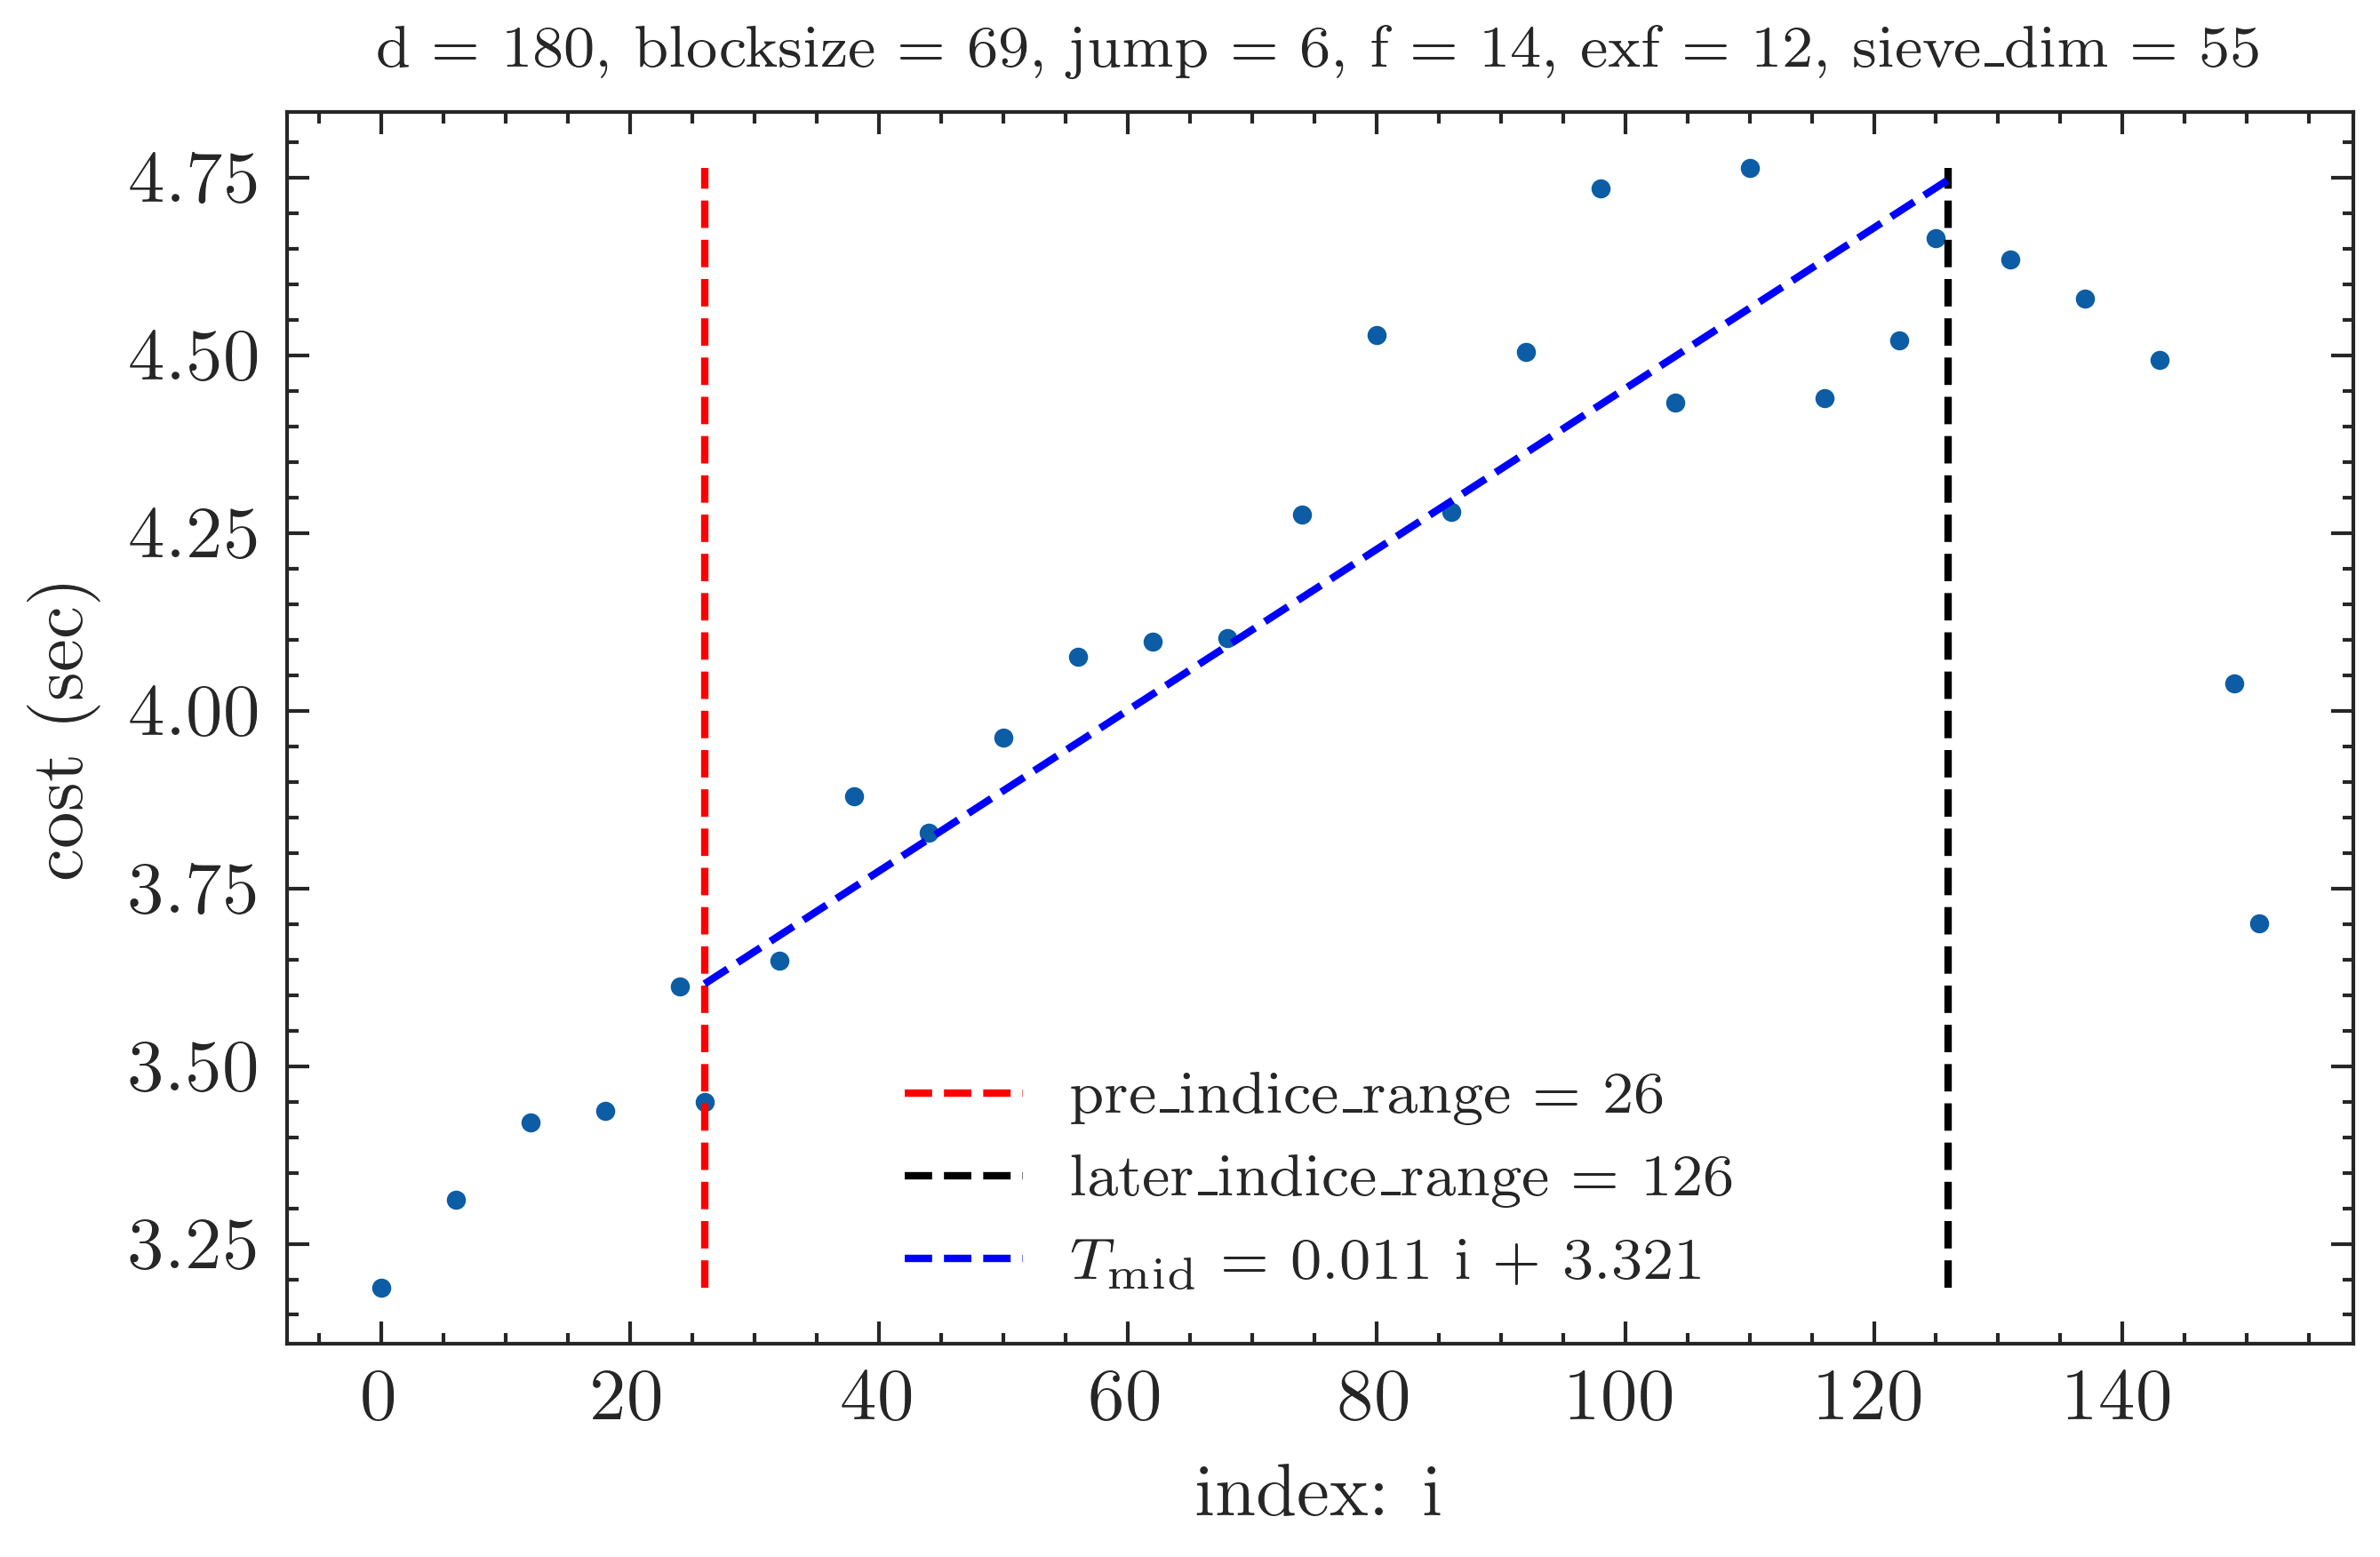 d = 180, blocksize = 69, jump = 6, f = 14, exf = 12, sieve_dim = 55
cost (sec)
4.75
4.50
4.25
4.00
3.75
3.50
3.25
pre_indice_range = 26
later_indice_range = 126
T_mid = 0.011 i + 3.321
0 20 40 60 80 100 120 140
index: i